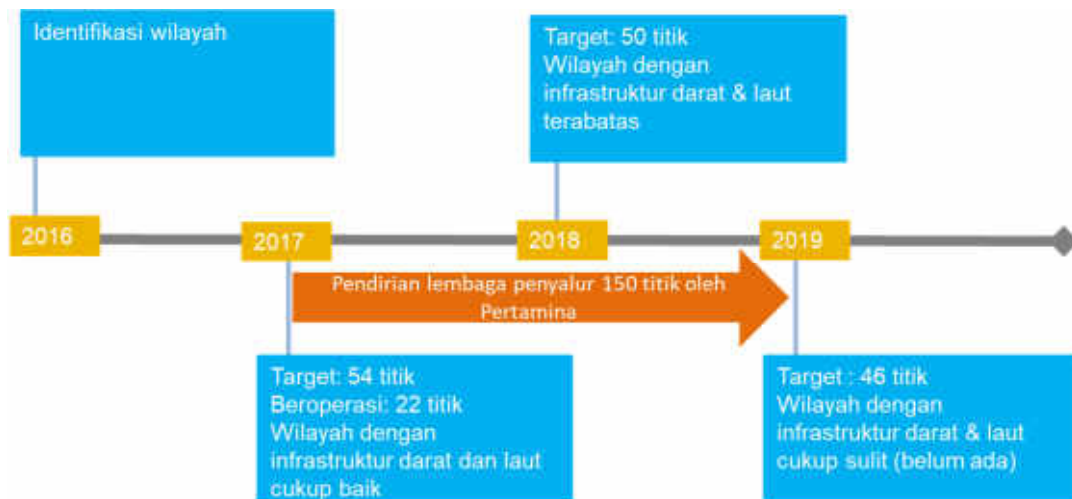 Identifikasi wilayah
Target: 50 titik
Wilayah dengan
infrastruktur darat & laut
terabatas
2016
2017
2018
2019
Pendirian lembaga penyalur 150 titik oleh
Pertamina
Target: 54 titik
Beroperasi: 22 titik
Wilayah dengan
infrastruktur darat dan laut
cukup baik
Target : 46 titik
Wilayah dengan
infrastruktur darat & laut
cukup sulit (belum ada)